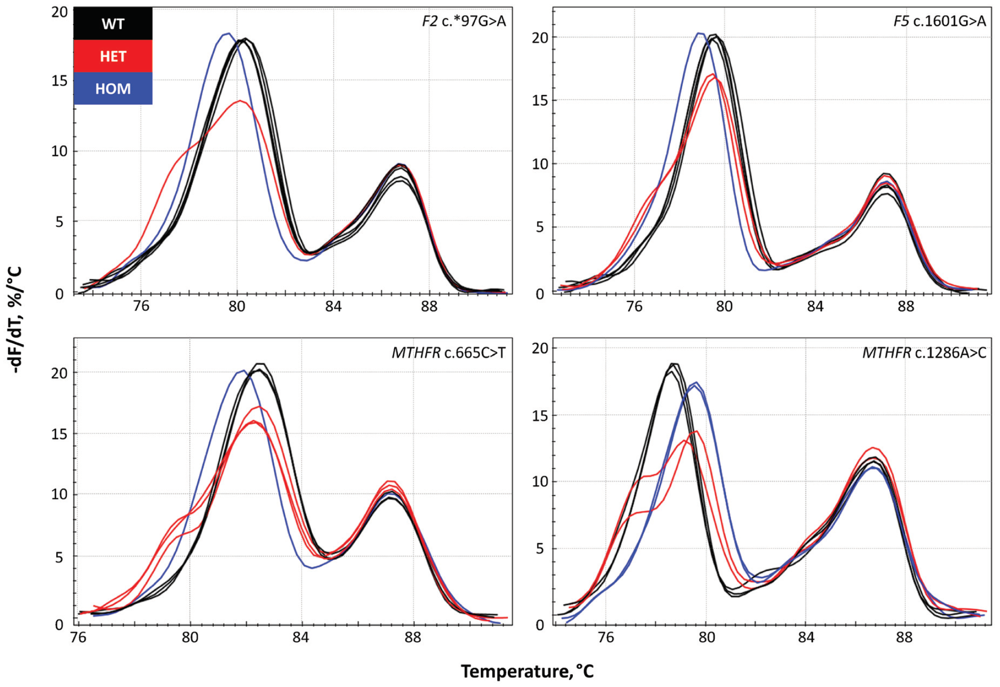 -dF/dT, %/°C
WT
HET
HOM
F2 c.*97G>A
20
15
10
5
0
76 80 84 88
F5 c.1601G>A
20
15
10
5
0
76 80 84 88
MTHFR c.665C>T
20
15
10
5
0
76 80 84 88
MTHFR c.1286A>C
20
15
10
5
0
76 80 84 88
Temperature, °C